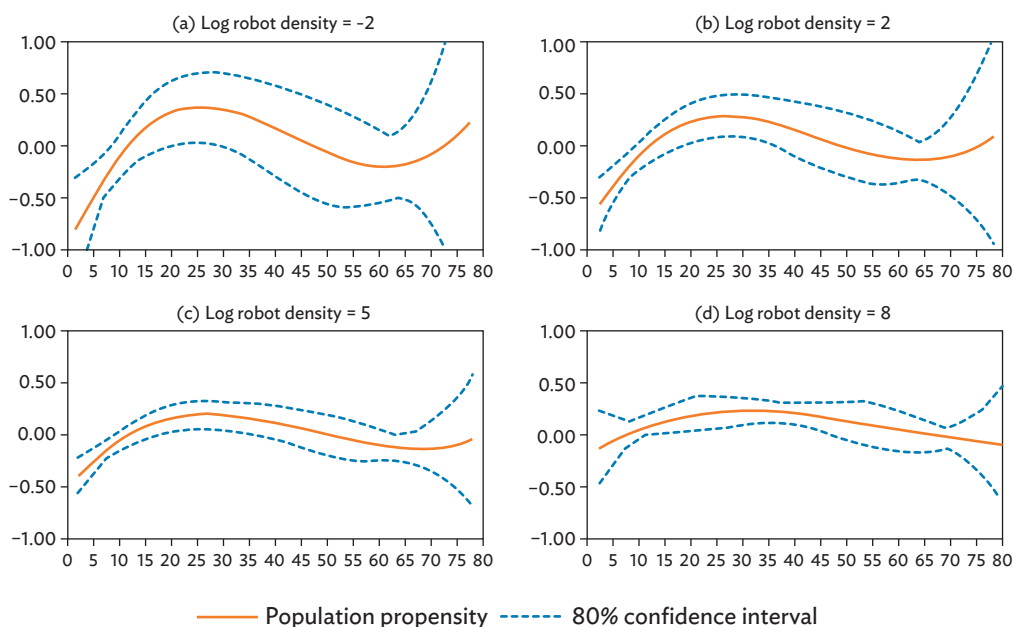 (a) Log robot density = -2
(b) Log robot density = 2
1.00
0.50
0.00
−0.50
−1.00
0 5 10 15 20 25 30 35 40 45 50 55 60 65 70 75 80
1.00
0.50
0.00
−0.50
−1.00
0 5 10 15 20 25 30 35 40 45 50 55 60 65 70 75 80
(c) Log robot density = 5
(d) Log robot density = 8
1.00
0.50
0.00
−0.50
−1.00
0 5 10 15 20 25 30 35 40 45 50 55 60 65 70 75 80
1.00
0.50
0.00
−0.50
−1.00
0 5 10 15 20 25 30 35 40 45 50 55 60 65 70 75 80
Population propensity 80% confidence interval